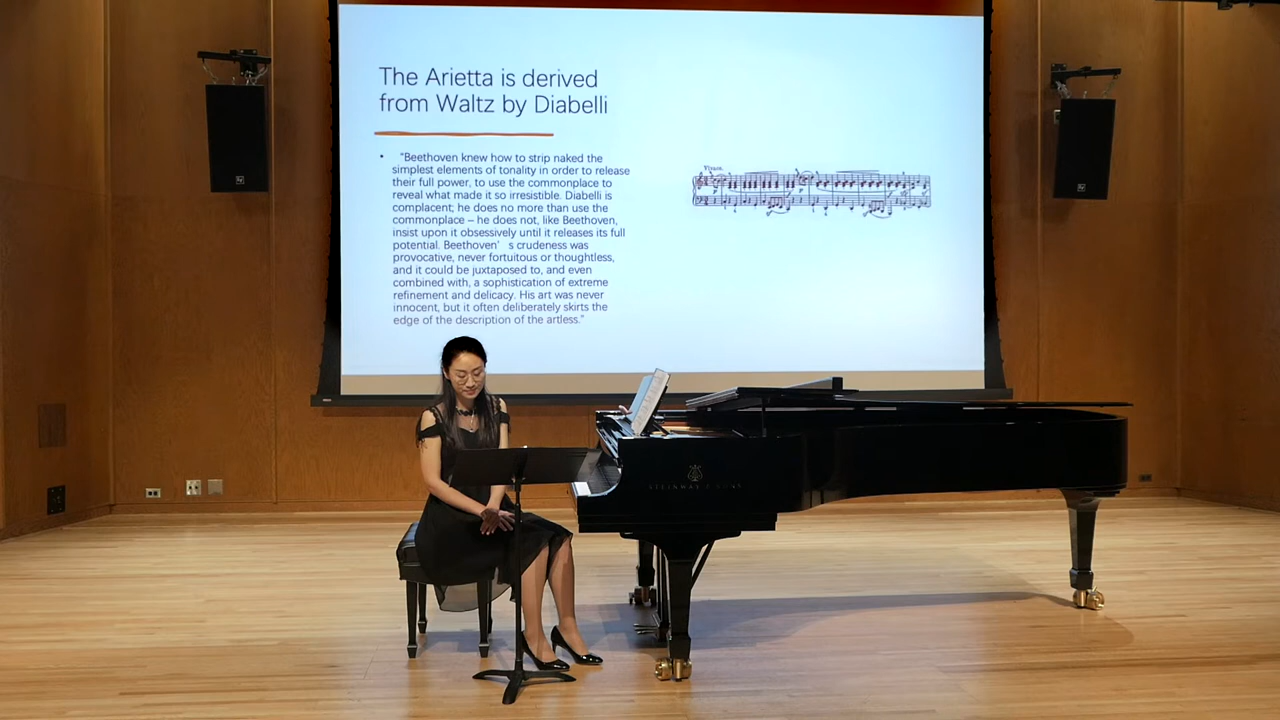 The Arietta is derived
from Waltz by Diabelli
• “Beethoven knew how to strip naked the
simplest elements of tonality in order to release
their full power, to use the commonplace to
reveal what made it so irresistible. Diabelli is
complacent; he does no more than use the
commonplace – he does not, like Beethoven,
insist upon it obsessively until it releases its full
potential. Beethoven’ s crudeness was
provocative, never fortuitous or thoughtless,
and it could be juxtaposed to, and even
combined with, a sophistication of extreme
refinement and delicacy. His art was never
innocent, but it often deliberately skirts the
edge of the description of the artless.”
Vivace.
STEINWAY & SONS